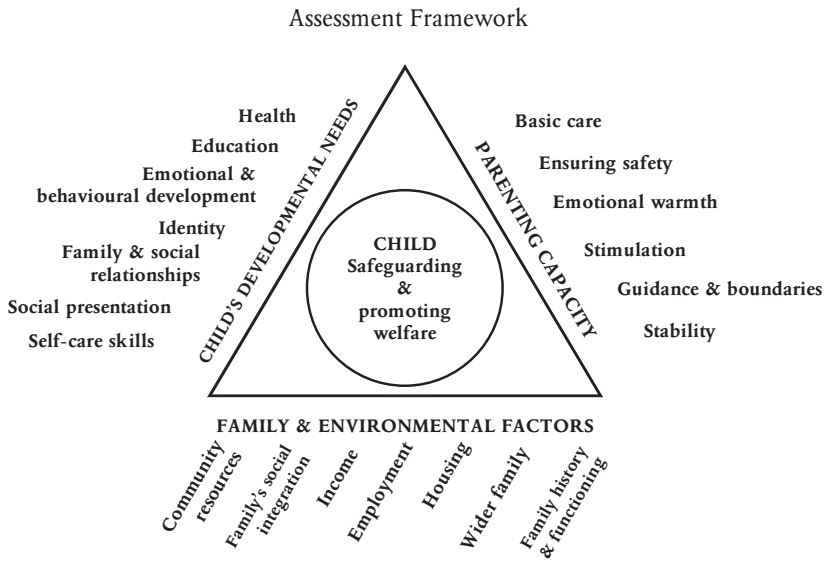 Assessment Framework
Health
Education
Emotional &
behavioural development
Identity
Family & social
relationships
Social presentation
Self-care skills
CHILD'S DEVELOPMENTAL NEEDS
CHILD
Safeguarding
&
promoting
welfare
PARENTING CAPACITY
Basic care
Ensuring safety
Emotional warmth
Stimulation
Guidance & boundaries
Stability
FAMILY & ENVIRONMENTAL FACTORS
Community
resources
Family's social
integration
Income
Employment
Housing
Wider family
Family history
& functioning